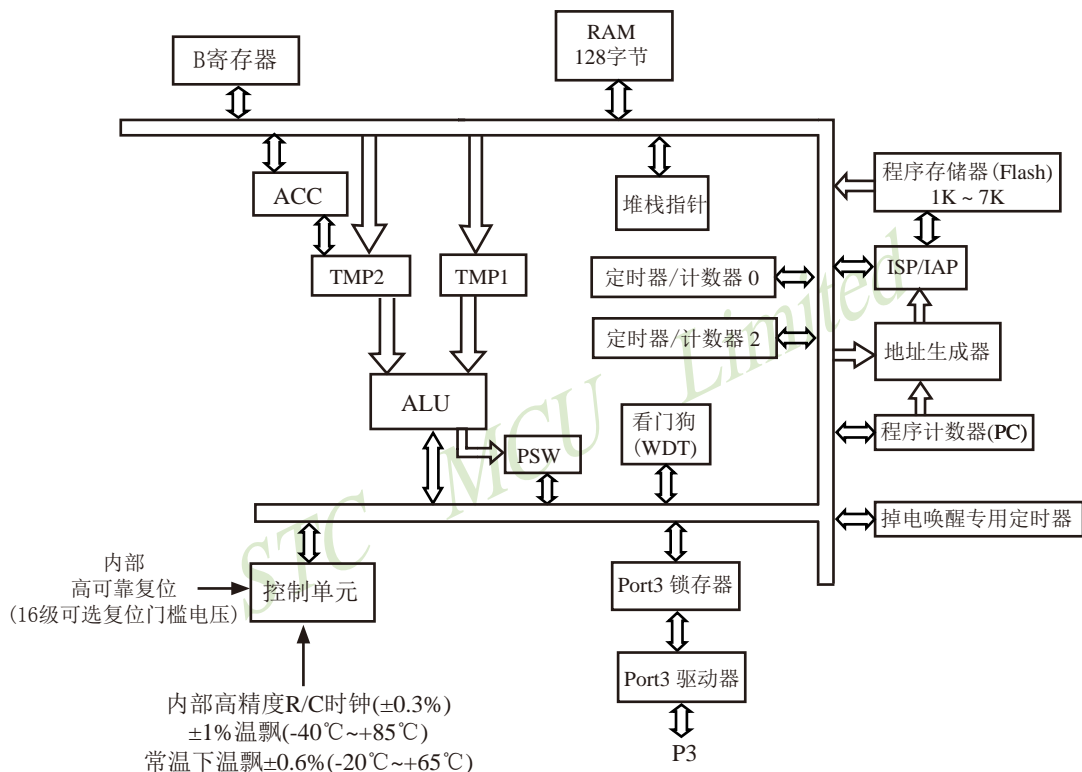 B寄存器
RAM
128字节
ACC
堆栈指针
程序存储器(Flash)
1K ~ 7K
TMP2
TMP1
定时器/计数器 0
ISP/IAP
定时器/计数器 2
地址生成器
ALU
看门狗
(WDT)
PSW
程序计数器(PC)
掉电唤醒专用定时器
内部
高可靠复位
(16级可选复位门槛电压)
控制单元
Port3 锁存器
内部高精度R/C时钟(±0.3%)
±1%温飘(-40℃~+85℃)
常温下温飘±0.6%(-20℃~+65℃)
Port3 驱动器
P3
STC MCU Limited